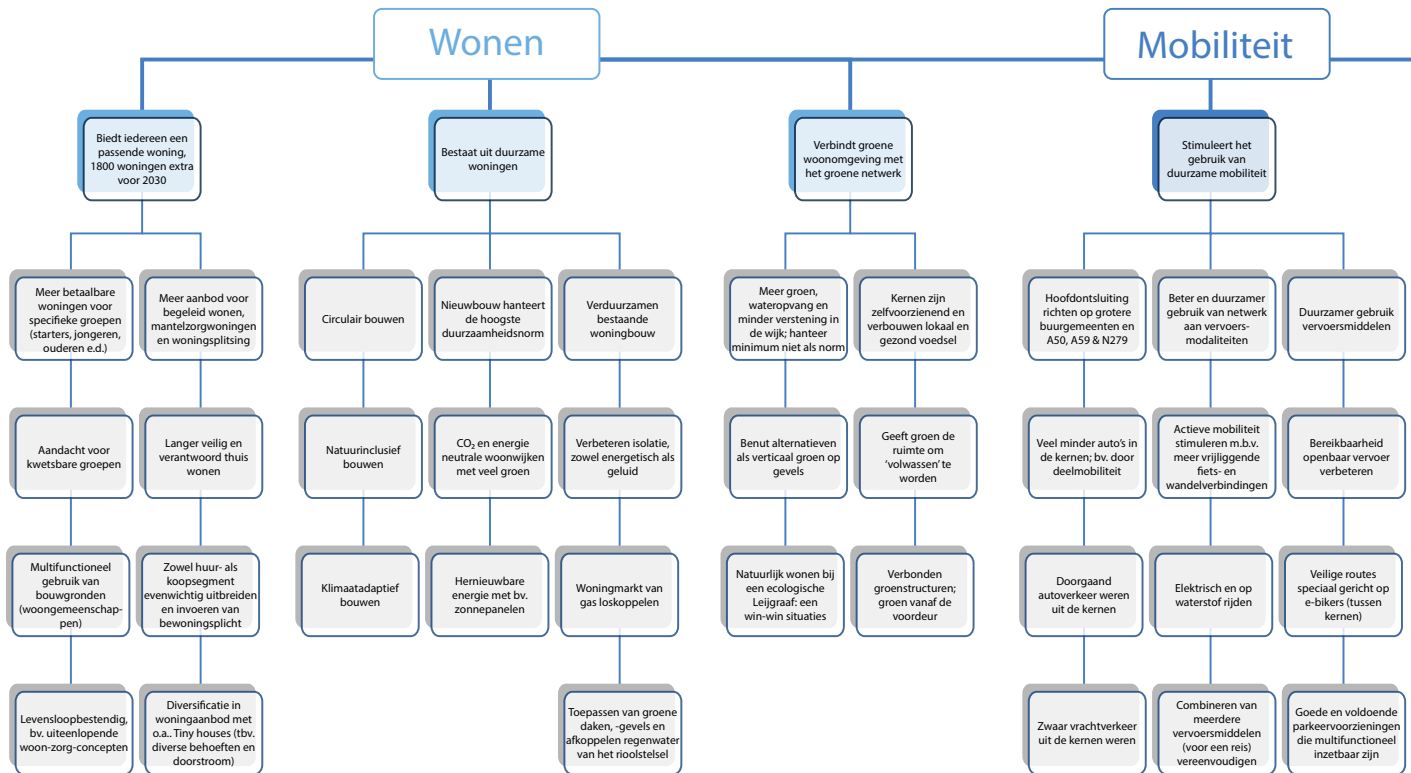 Wonen
Mobiliteit
Biedt iedereen een
passende woning,
1800 woningen extra
voor 2030
Bestaat uit duurzame
woningen
Verbindt groene
woonomgeving met
het groene netwerk
Stimuleert het
gebruik van
duurzame mobiliteit
Meer betaalbare
woningen voor
specifieke groepen
(starters, jongeren,
ouderen e.d.)
Meer aanbod voor
begeleid wonen,
mantelzorgwoningen
en woningsplitsing
Circulair bouwen
Nieuwbouw hanteert
de hoogste
duurzaamheidsnorm
Verduurzamen
bestaande
woningbouw
Meer groen,
wateropvang en
minder verstening in
de wijk; hanteer
minimum niet als norm
Kernen zijn
zelfvoorzienend en
verbouwen lokaal en
gezond voedsel
Hoofdontsluiting
richten op grotere
buurgemeenten en
A50, A59 & N279
Beter en duurzamer
gebruik van netwerk
aan vervoers-
modaliteiten
Duurzamer gebruik
vervoersmiddelen
Aandacht voor
kwetsbare groepen
Langer veilig en
verantwoord thuis
wonen
Natuurinclusief
bouwen
CO₂ en energie
neutrale woonwijken
met veel groen
Verbeteren isolatie,
zowel energetisch als
geluid
Benut alternatieven
als verticaal groen op
gevels
Geeft groen de
ruimte om
‘volwassen’ te
worden
Veel minder auto’s in
de kernen; bv. door
deelmobiliteit
Actieve mobiliteit
stimuleren m.b.v.
meer vrijliggende
fiets- en
wandelverbindingen
Bereikbaarheid
openbaar vervoer
verbeteren
Multifunctioneel
gebruik van
bouwgronden
(woongemeenschap-
pen)
Zowel huur- als
koopsegment
evenwichtig uitbreiden
en invoeren van
bewoningsplicht
Klimaatadaptief
bouwen
Hernieuwbare
energie met bv.
zonnepanelen
Woningmarkt van
gas loskoppelen
Natuurlijk wonen bij
een ecologische
Leijgraaf: een
win-win situaties
Verbonden
groenstructuren;
groen vanaf de
voordeur
Doorgaand
autoverkeer weren
uit de kernen
Elektrisch en op
waterstof rijden
Veilige routes
speciaal gericht op
e-bikers (tussen
kernen)
Levensloopbestendig,
bv. uiteenlopende
woon-zorg-concepten
Diversificatie in
woningaanbod met
o.a.. Tiny houses (tbv.
diverse behoeften en
doorstroom)
Toepassen van groene
daken, -gevels en
afkoppelen regenwater
van het rioolstelsel
Zwaar vrachtverkeer
uit de kernen weren
Combineren van
meerdere
vervoersmiddelen
(voor een reis)
vereenvoudigen
Goede en voldoende
parkeervoorzieningen
die multifunctioneel
inzetbaar zijn